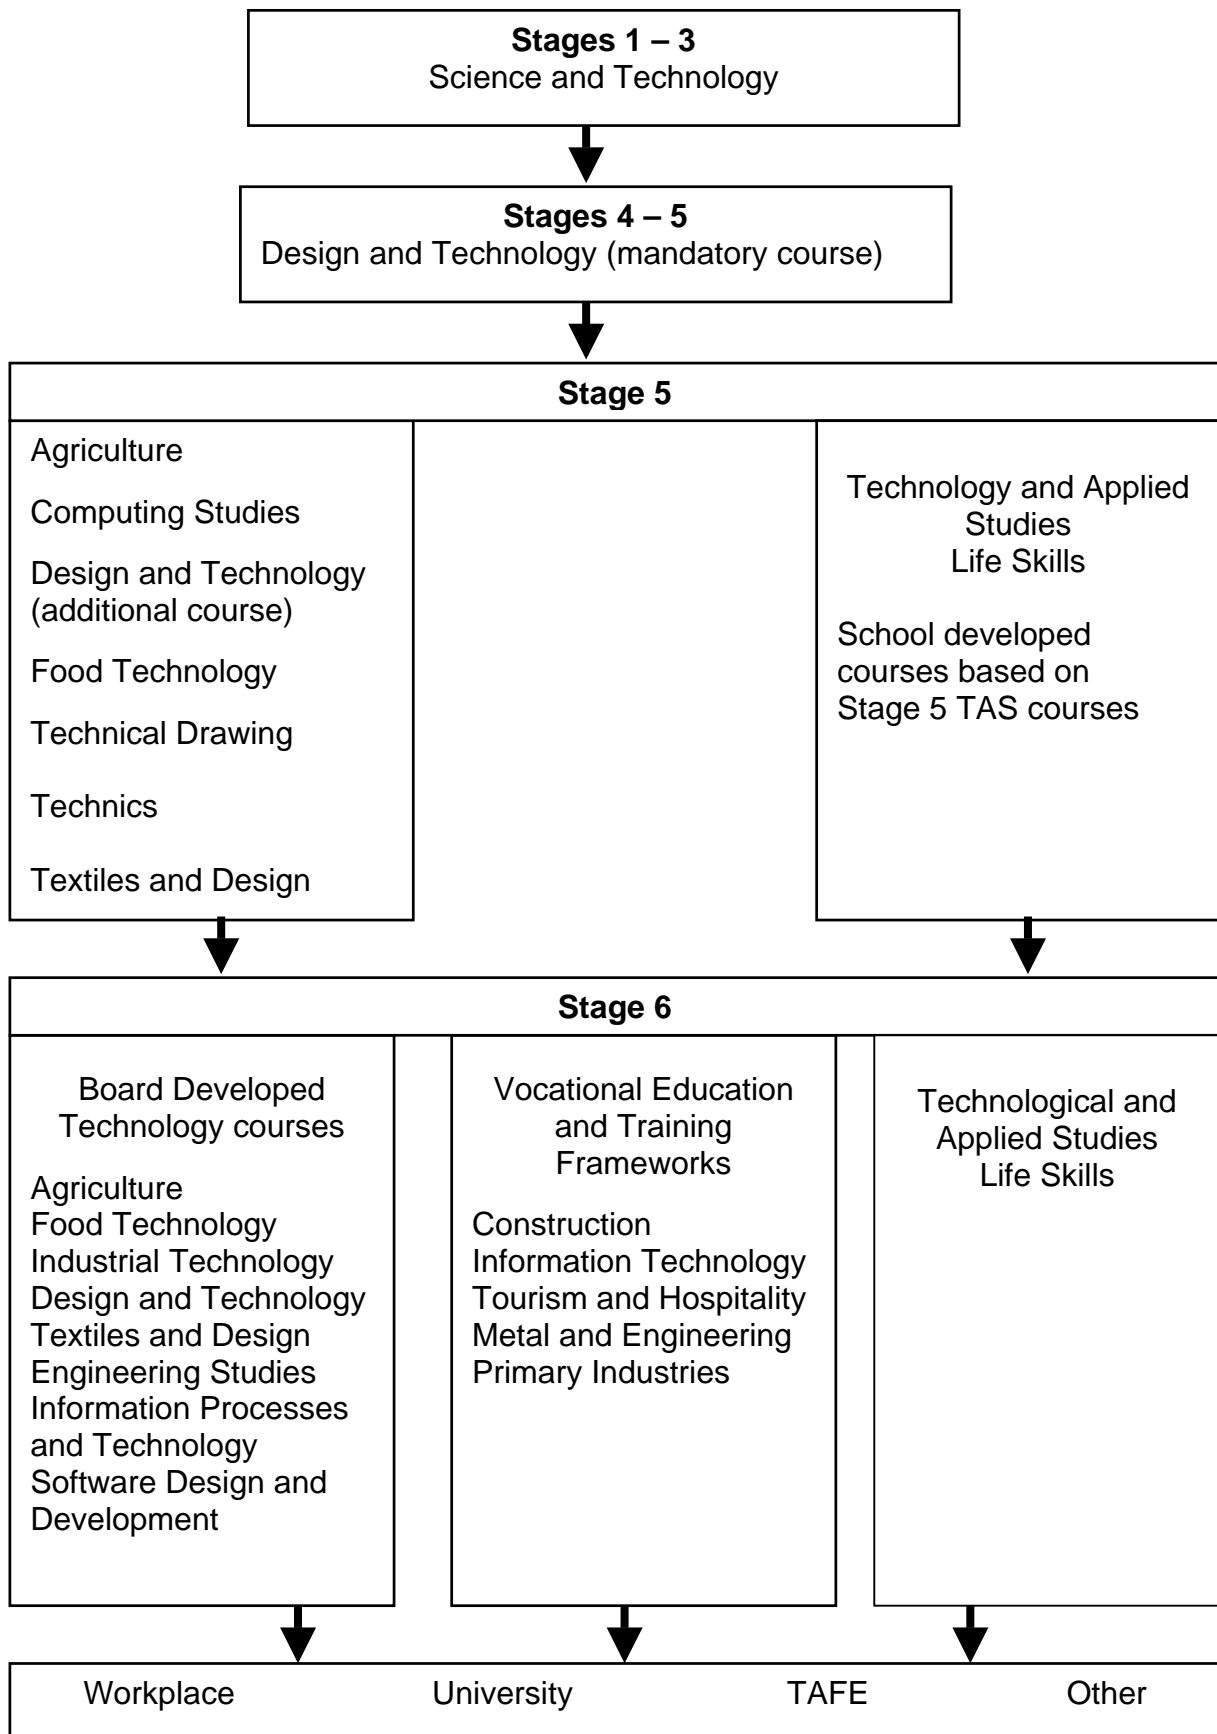 Stages 1 – 3
Science and Technology
Stages 4 – 5
Design and Technology (mandatory course)
Stage 5
Agriculture
Computing Studies
Design and Technology
(additional course)
Food Technology
Technical Drawing
Technics
Textiles and Design
Technology and Applied
Studies
Life Skills
School developed
courses based on
Stage 5 TAS courses
Stage 6
Board Developed
Technology courses
Agriculture
Food Technology
Industrial Technology
Design and Technology
Textiles and Design
Engineering Studies
Information Processes
and Technology
Software Design and
Development
Vocational Education
and Training
Frameworks
Construction
Information Technology
Tourism and Hospitality
Metal and Engineering
Primary Industries
Technological and
Applied Studies
Life Skills
Workplace University TAFE Other